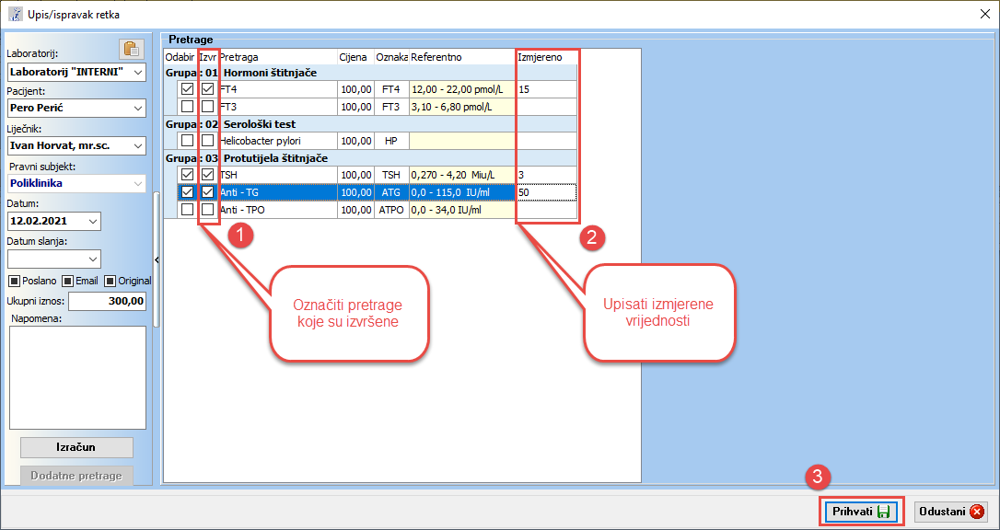 Upis/ispravak retka
Laboratorij:
Laboratorij "INTERNI"
Pacijent:
Pero Perić
Liječnik:
Ivan Horvat, mr.sc.
Pravni subjekt:
Poliklinika
Datum:
12.02.2021
Datum slanja:
Poslano Email Original
Ukupni iznos: 300,00
Napomena:
Izračun
Dodatne pretrage
Pretrage
Odabir Izvr Pretraga Cijena Oznaka Referentno Izmjereno
Grupa: 01 Hormoni štitnjače
FT4 100,00 FT4 12,00 - 22,00 pmol/L 15
FT3 100,00 FT3 3,10 - 6,80 pmol/L
Grupa: 02 Serološki test
Helicobacter pylori 100,00 HP
Grupa: 03 Protutijela štitnjače
TSH 100,00 TSH 0,270 - 4,20 Miu/L 3
Anti - TG 100,00 ATG 0,0 - 115,0 IU/ml 50
Anti - TPO 100,00 ATPO 0,0 - 34,0 IU/ml
1
2
Označiti pretrage
koje su izvršene
Upisati izmjerene
vrijednosti
3
Prihvati
Odustani